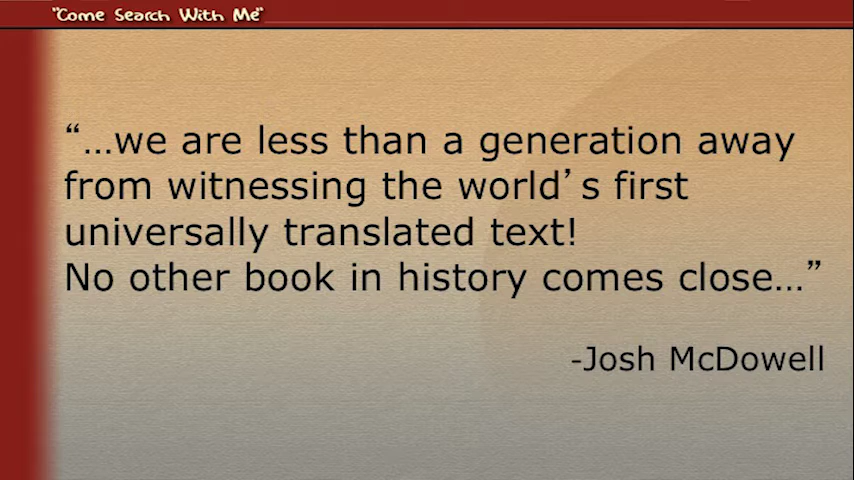 "Come Search With Me"
“…we are less than a generation away
from witnessing the world’s first
universally translated text!
No other book in history comes close…”
-Josh McDowell